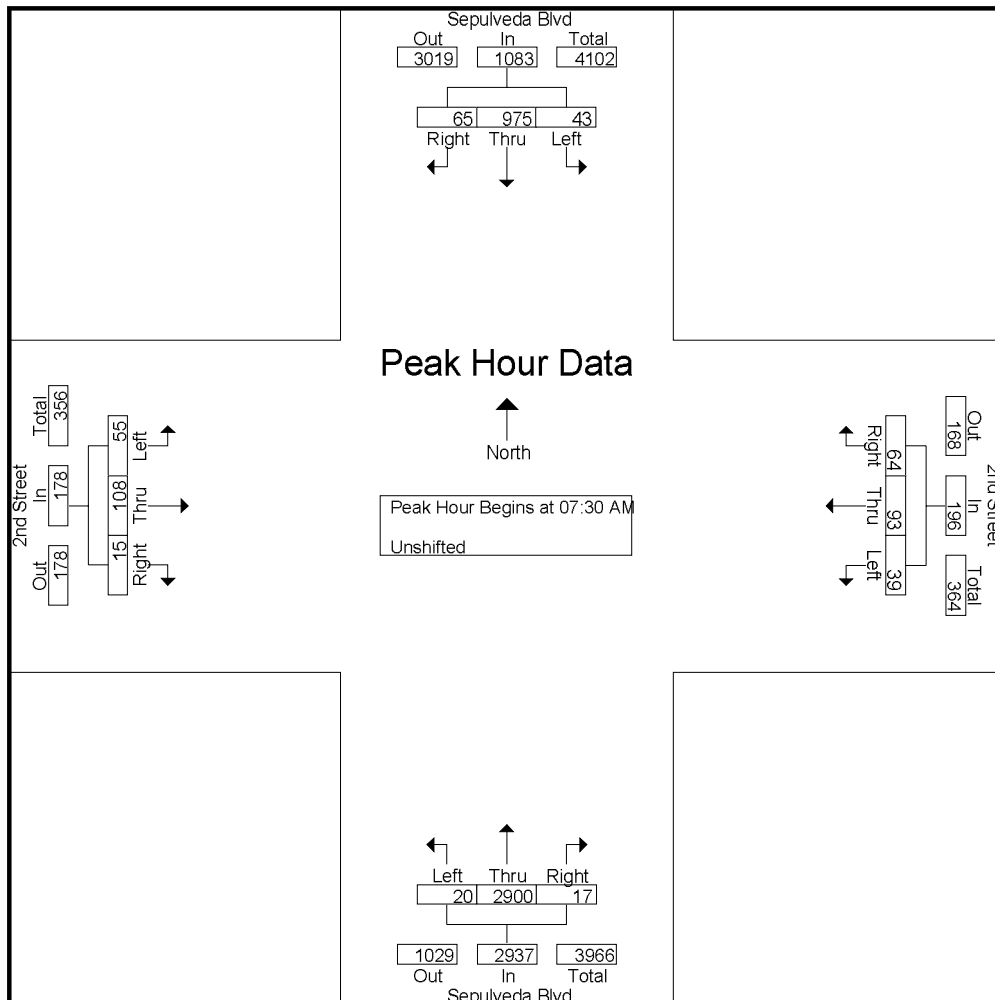 Sepulveda Blvd
Out In Total
3019 1083 4102
65 975 43
Right Thru Left
Peak Hour Data
North
Peak Hour Begins at 07:30 AM
Unshifted
2nd Street
Out In Total
178 178 356
15 108 55
Right Thru Left
2nd Street
Out In Total
168 196 364
64 93 39
Right Thru Left
Left Thru Right
20 2900 17
1029 2937 3966
Out In Total
Sepulveda Blvd